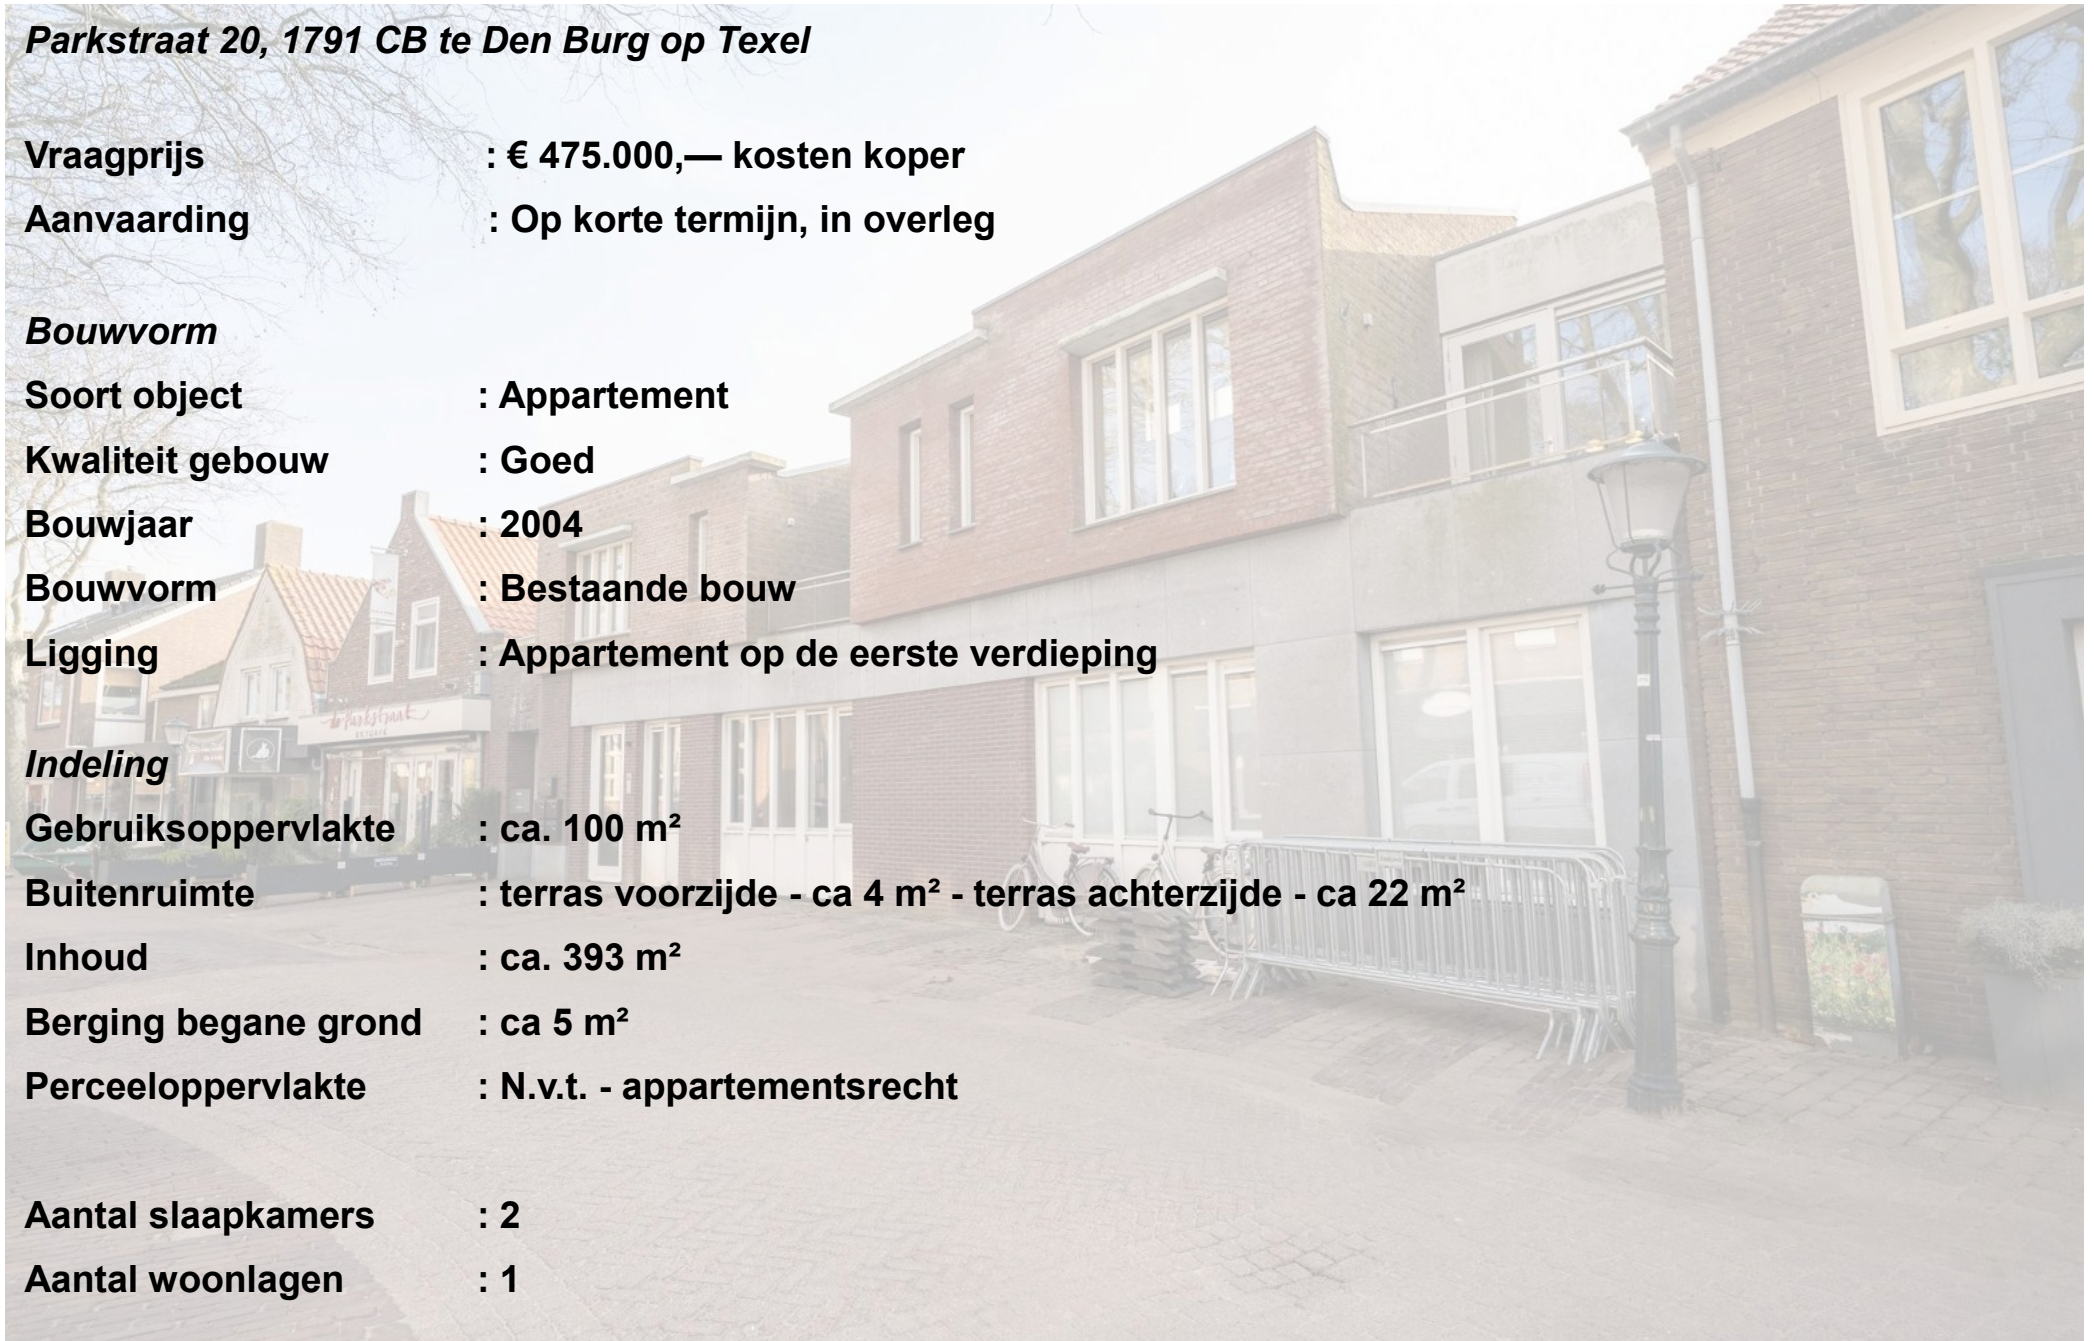 Parkstraat 20, 1791 CB te Den Burg op Texel
Vraagprijs : € 475.000,— kosten koper
Aanvaarding : Op korte termijn, in overleg
Bouwvorm
Soort object : Appartement
Kwaliteit gebouw : Goed
Bouwjaar : 2004
Bouwvorm : Bestaande bouw
Ligging : Appartement op de eerste verdieping
Indeling
Gebruiksoppervlakte : ca. 100 m²
Buitenruimte : terras voorzijde - ca 4 m² - terras achterzijde - ca 22 m²
Inhoud : ca. 393 m²
Berging begane grond : ca 5 m²
Perceeloppervlakte : N.v.t. - appartementsrecht
Aantal slaapkamers : 2
Aantal woonlagen : 1
de Parkstraat